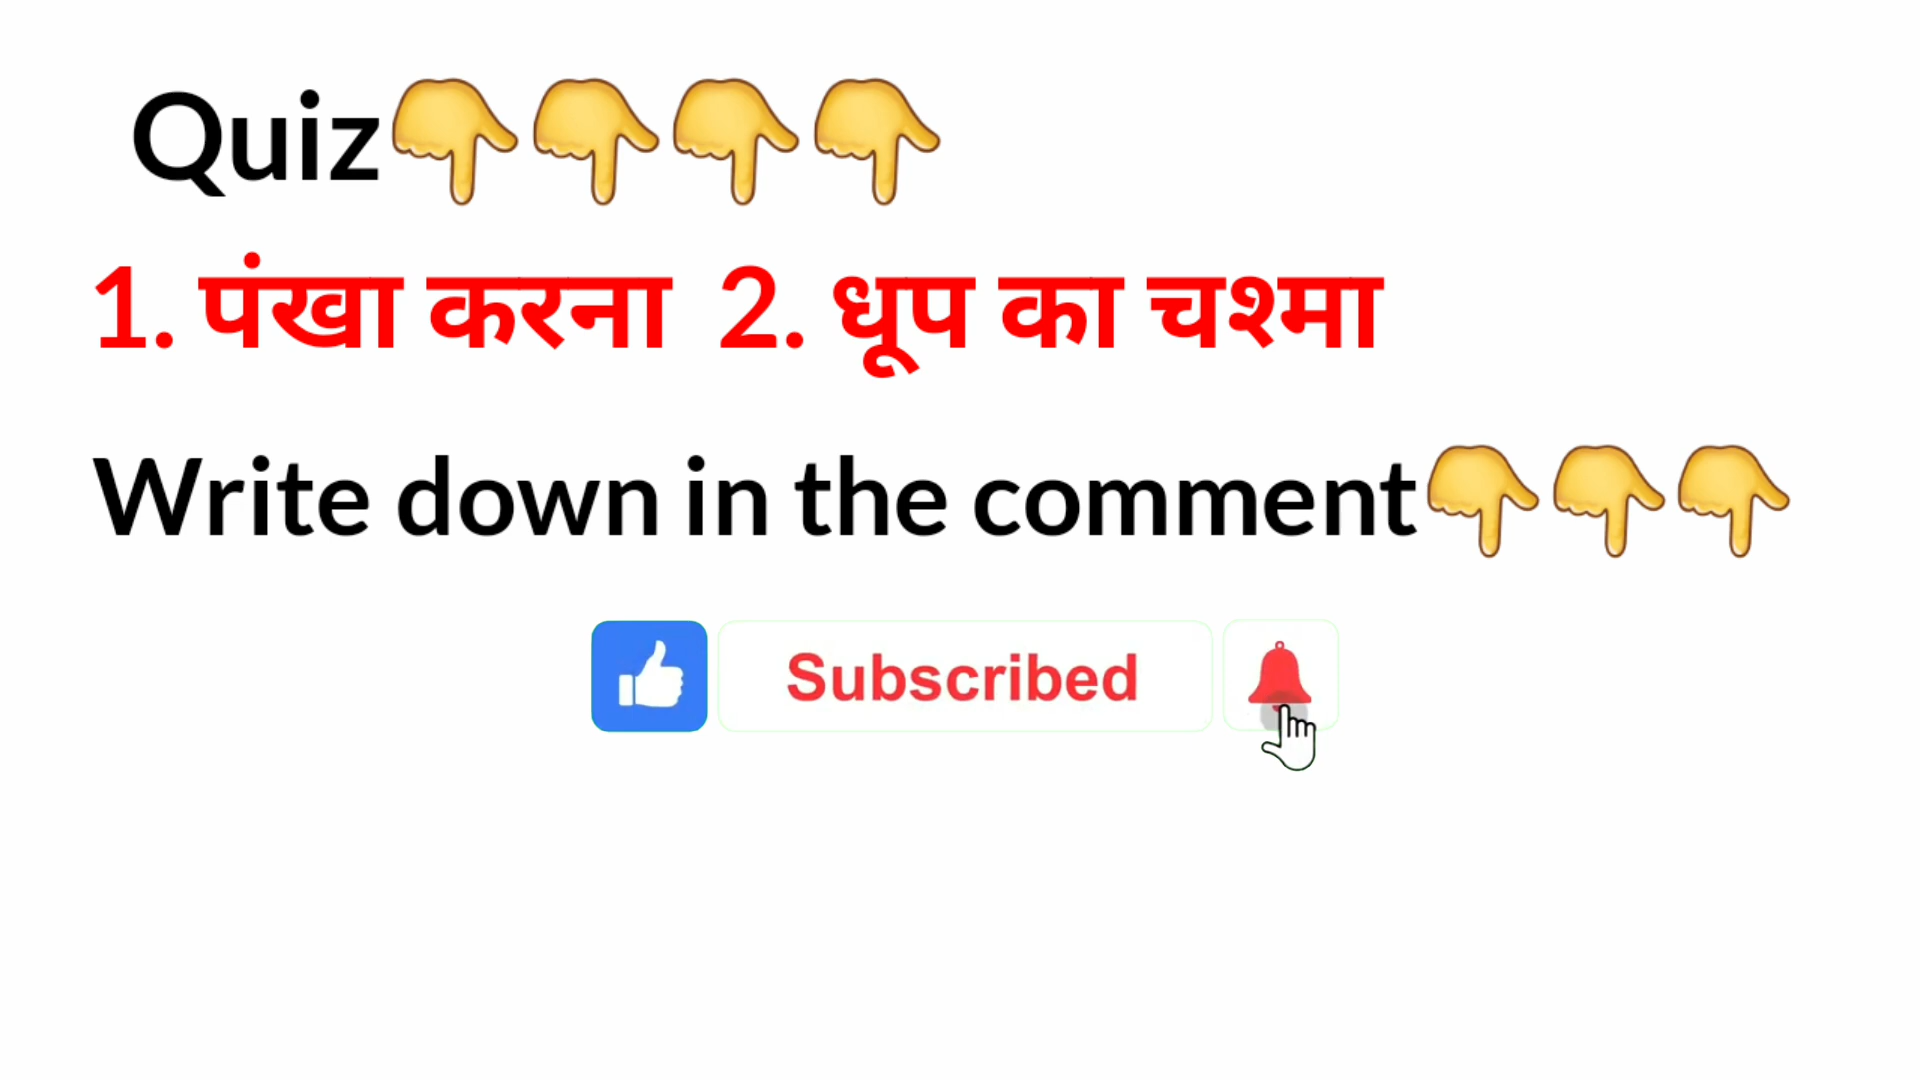 Quiz👇👇👇👇
1. पंखा करना 2. धूप का चश्मा
Write down in the comment👇👇👇
Subscribed